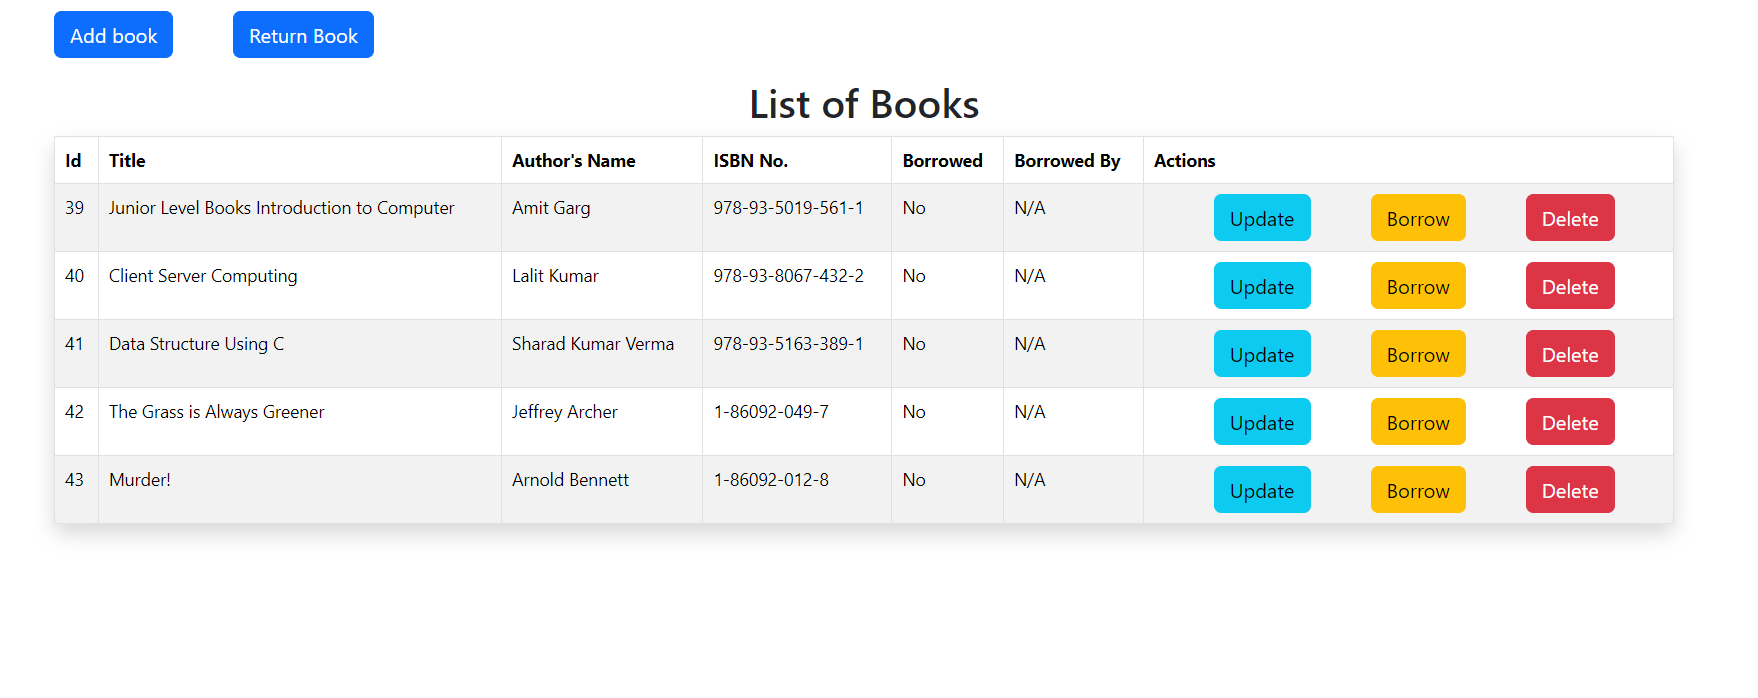 Add book Return Book
List of Books
Id Title Author's Name ISBN No. Borrowed Borrowed By Actions
39 Junior Level Books Introduction to Computer Amit Garg 978-93-5019-561-1 No N/A Update Borrow Delete
40 Client Server Computing Lalit Kumar 978-93-8067-432-2 No N/A Update Borrow Delete
41 Data Structure Using C Sharad Kumar Verma 978-93-5163-389-1 No N/A Update Borrow Delete
42 The Grass is Always Greener Jeffrey Archer 1-86092-049-7 No N/A Update Borrow Delete
43 Murder! Arnold Bennett 1-86092-012-8 No N/A Update Borrow Delete